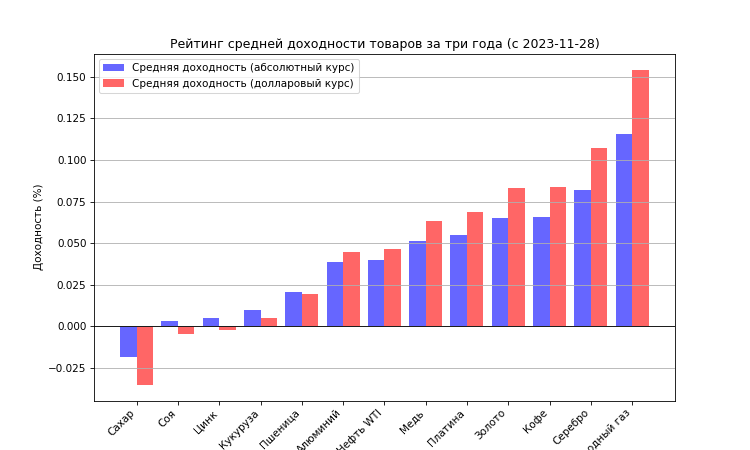 Рейтинг средней доходности товаров за три года (с 2023-11-28)
Средняя доходность (абсолютный курс)
Средняя доходность (долларовый курс)
Доходность (%)
0.150
0.125
0.100
0.075
0.050
0.025
0.000
−0.025
Сахар
Соя
Цинк
Кукуруза
Пшеница
Алюминий
Нефть WTI
Медь
Платина
Золото
Кофе
Серебро
газ